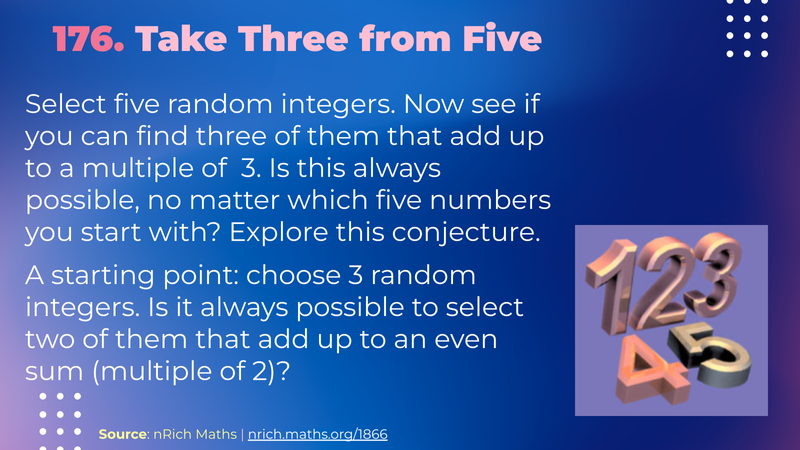 176. Take Three from Five
Select five random integers. Now see if
you can find three of them that add up
to a multiple of  3. Is this always
possible, no matter which five numbers
you start with? Explore this conjecture.
A starting point: choose 3 random
integers. Is it always possible to select
two of them that add up to an even
sum (multiple of 2)?
123
45
Source: nRich Maths | nrich.maths.org/1866